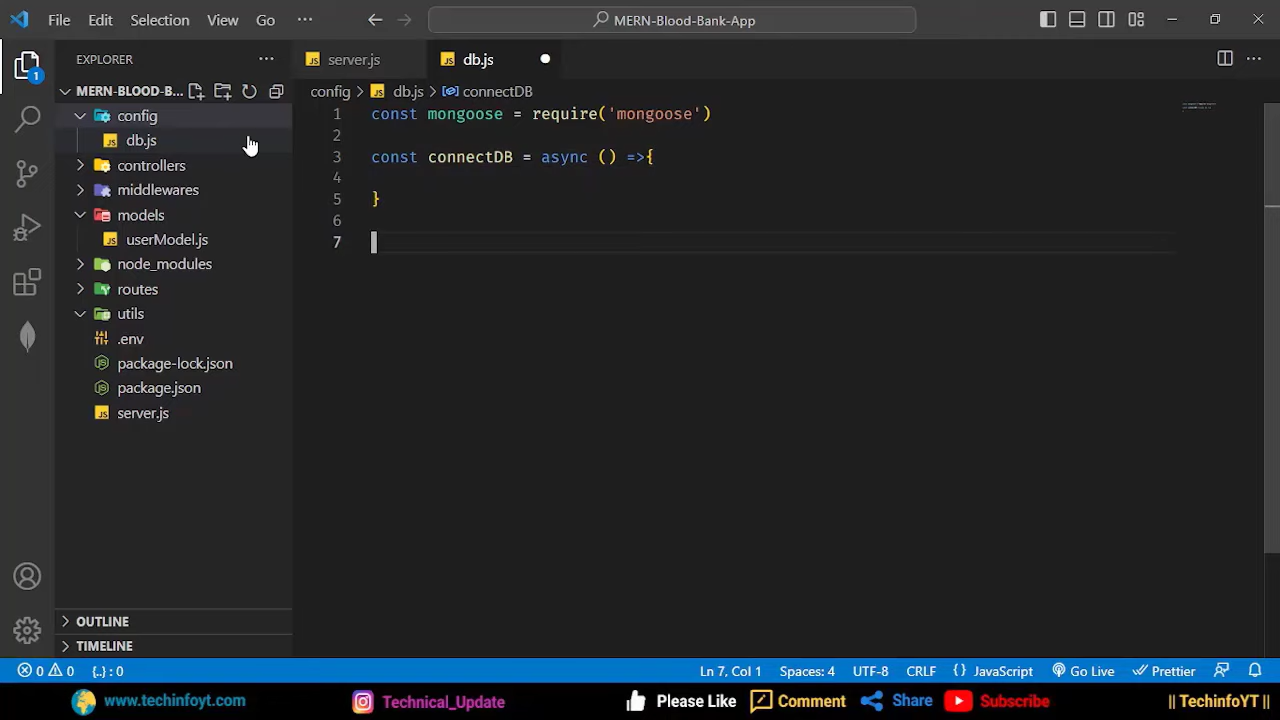 File Edit Selection View Go ··· MERN-Blood-Bank-App
EXPLORER ···
MERN-BLOOD-B...
config
db.js
controllers
middlewares
models
userModel.js
node_modules
routes
utils
.env
package-lock.json
package.json
server.js
OUTLINE
TIMELINE
1
server.js db.js
config > db.js > connectDB
1 const mongoose = require('mongoose')
2
3 const connectDB = async () =>{
4
5 }
6
7
0 0 {..} : 0 Ln 7, Col 1 Spaces: 4 UTF-8 CRLF {} JavaScript Go Live Prettier
www.techinfoyt.com Technical_Update Please Like Comment Share Subscribe || TechinfoYT ||